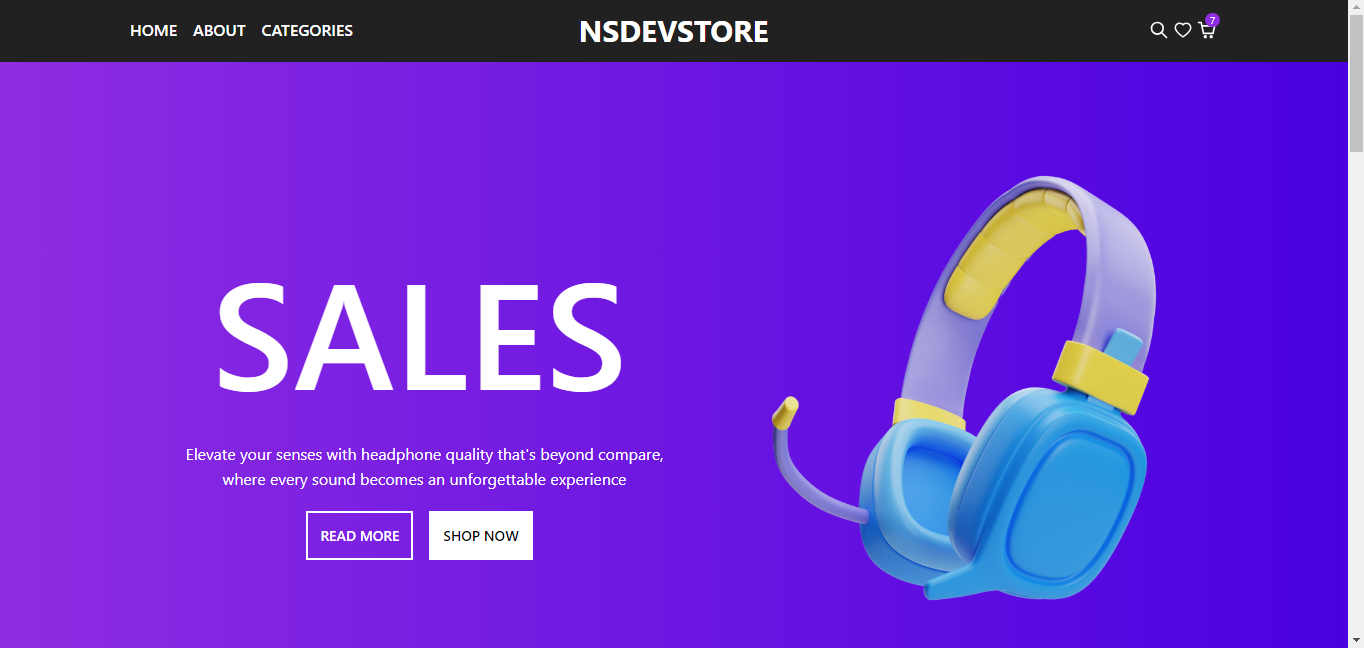 HOME ABOUT CATEGORIES NSDEVSTORE 7
SALES
Elevate your senses with headphone quality that's beyond compare,
where every sound becomes an unforgettable experience
READ MORE SHOP NOW